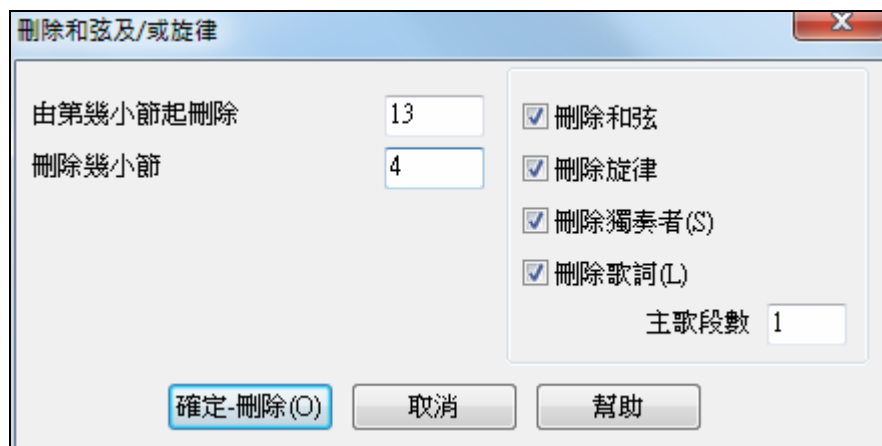 刪除和弦及/或旋律
由第幾小節起刪除 13
刪除幾小節 4
刪除和弦
刪除旋律
刪除獨奏者(S)
刪除歌詞(L)
主歌段數 1
確定-刪除(O) 取消 幫助